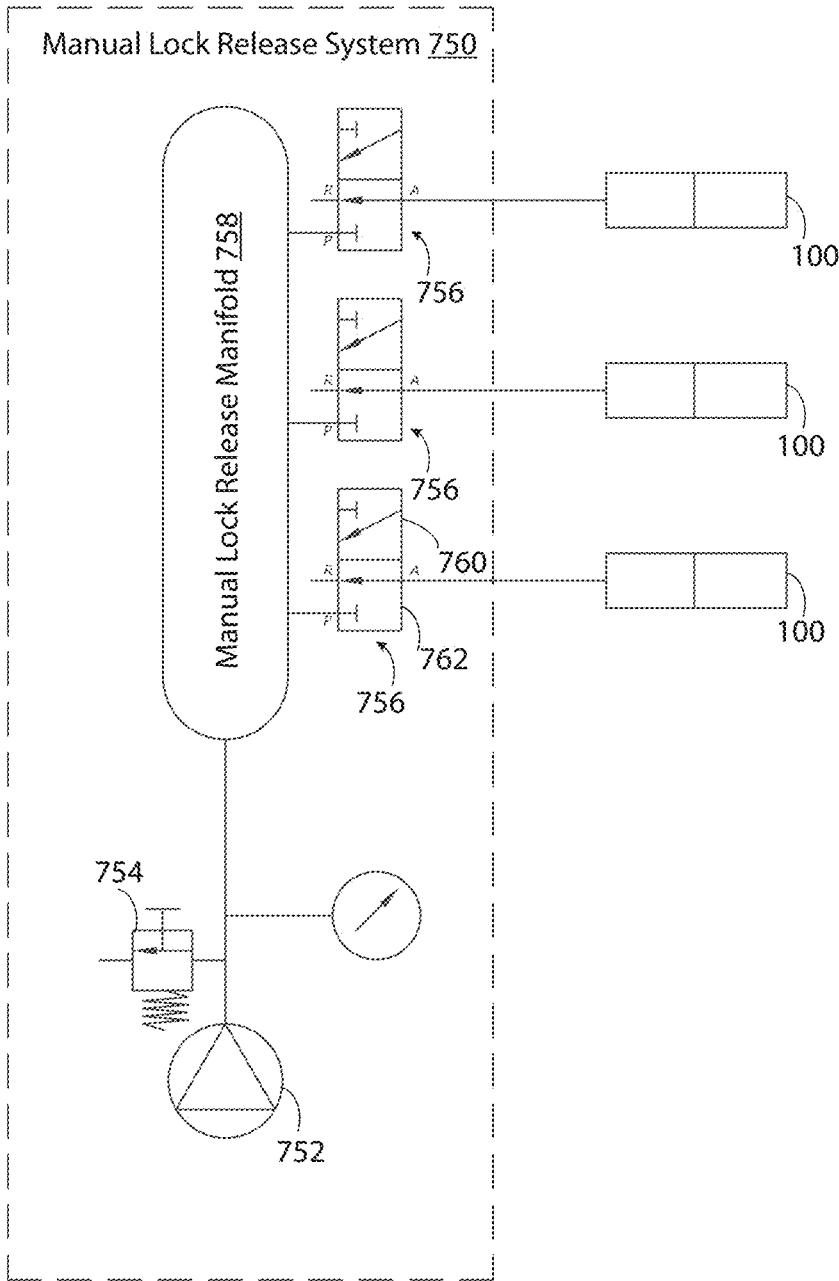 Manual Lock Release System 750
R
A
P
756
100
Manual Lock Release Manifold 758
R
A
P
756
100
760
R
A
P
762
756
100
754
752